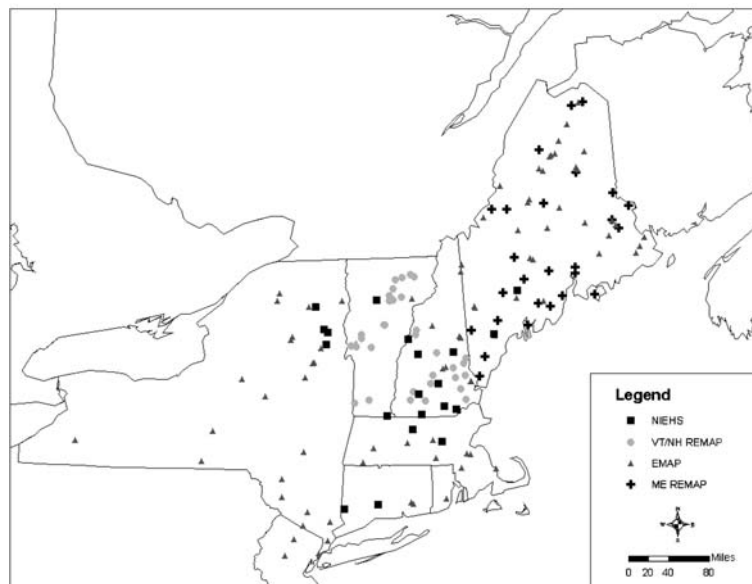 Legend
NIEHS
VT/NH REMAP
EMAP
ME REMAP
N
W E
S
Miles
0 20 40 80